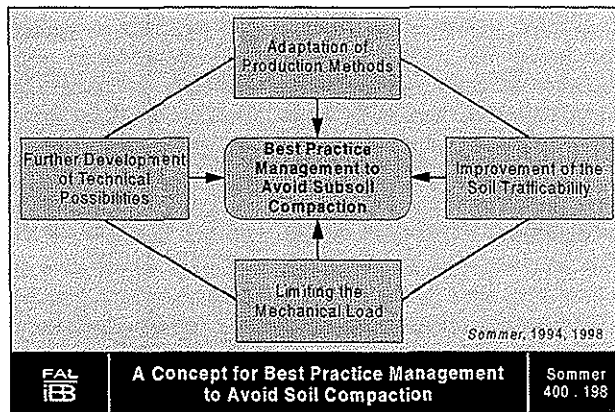 Adaptation of
Production Methods
Further Development
of Technical
Possibilities
Best Practice
Management to
Avoid Subsoil
Compaction
Improvement of the
Soil Trafficability
Limiting the
Mechanical Load
Sommer, 1994, 1998
FAL
iBB
A Concept for Best Practice Management
to Avoid Soil Compaction
Sommer
400 . 198